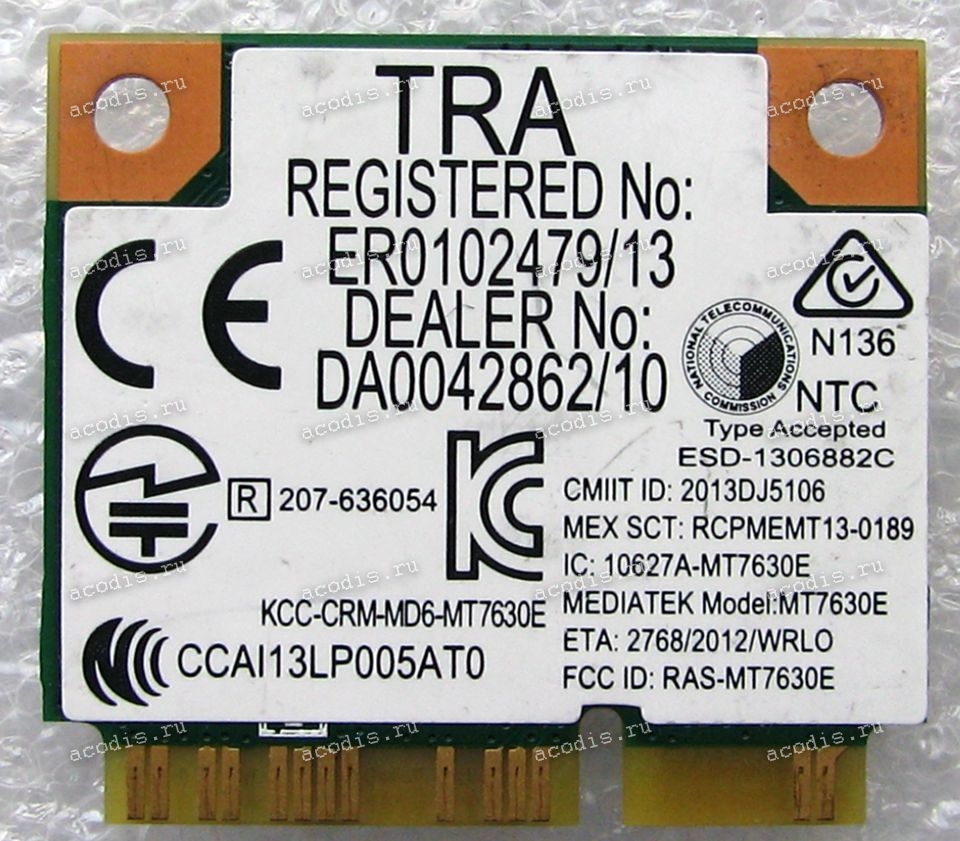 TRA
REGISTERED No:
ER0102479/13
DEALER No:
DA0042862/10
CE
NATIONAL TELECOMMUNICATIONS COMMISSION
N136
NTC
Type Accepted
ESD-1306882C
R 207-636054
CMIIT ID: 2013DJ5106
MEX SCT: RCPMEMT13-0189
IC: 10627A-MT7630E
MEDIATEK Model:MT7630E
ETA: 2768/2012/WRLO
FCC ID: RAS-MT7630E
KCC-CRM-MD6-MT7630E
CCAI13LP005AT0
acodis.ru